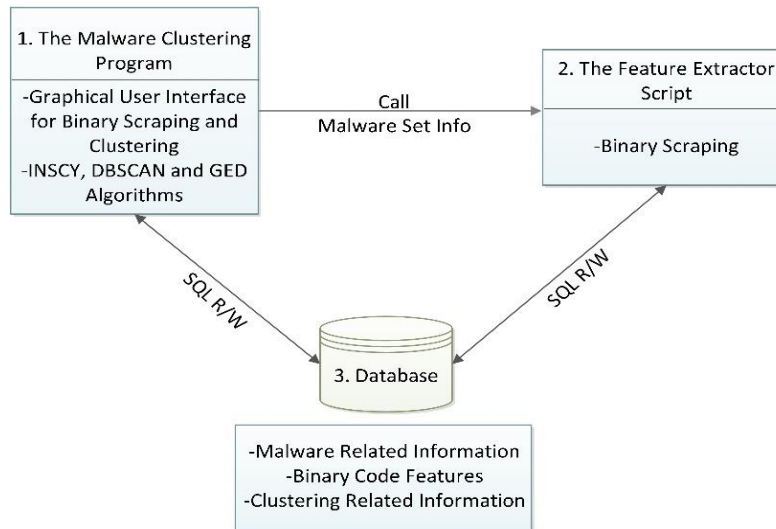 1. The Malware Clustering
Program
-Graphical User Interface
for Binary Scraping and
Clustering
-INSCY, DBSCAN and GED
Algorithms
Call
Malware Set Info
2. The Feature Extractor
Script
-Binary Scraping
SQL R/W
SQL R/W
3. Database
-Malware Related Information
-Binary Code Features
-Clustering Related Information